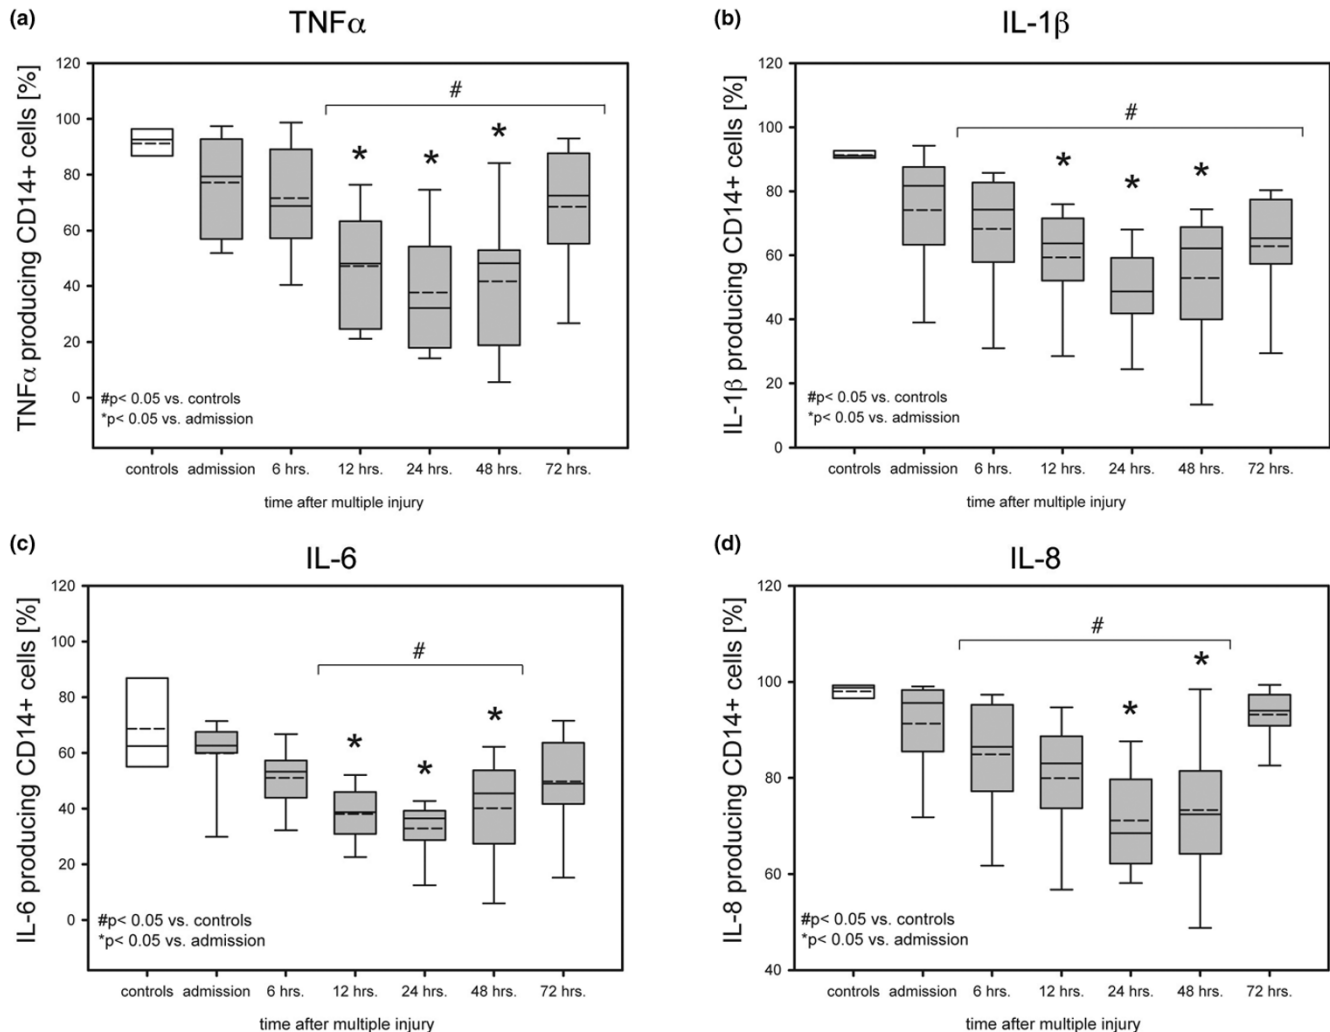 (a)
TNFα
TNFα producing CD14+ cells [%]
120
100
80
60
40
20
0
#
*
*
*
#p< 0.05 vs. controls
*p< 0.05 vs. admission
controls admission 6 hrs. 12 hrs. 24 hrs. 48 hrs. 72 hrs.
time after multiple injury
(b)
IL-1β
IL-1β producing CD14+ cells [%]
120
100
80
60
40
20
0
#
*
*
*
#p< 0.05 vs. controls
*p< 0.05 vs. admission
controls admission 6 hrs. 12 hrs. 24 hrs. 48 hrs. 72 hrs.
time after multiple injury
(c)
IL-6
IL-6 producing CD14+ cells [%]
120
100
80
60
40
20
0
#
*
*
*
#p< 0.05 vs. controls
*p< 0.05 vs. admission
controls admission 6 hrs. 12 hrs. 24 hrs. 48 hrs. 72 hrs.
time after multiple injury
(d)
IL-8
IL-8 producing CD14+ cells [%]
120
100
80
60
40
#
*
*
#p< 0.05 vs. controls
*p< 0.05 vs. admission
controls admission 6 hrs. 12 hrs. 24 hrs. 48 hrs. 72 hrs.
time after multiple injury